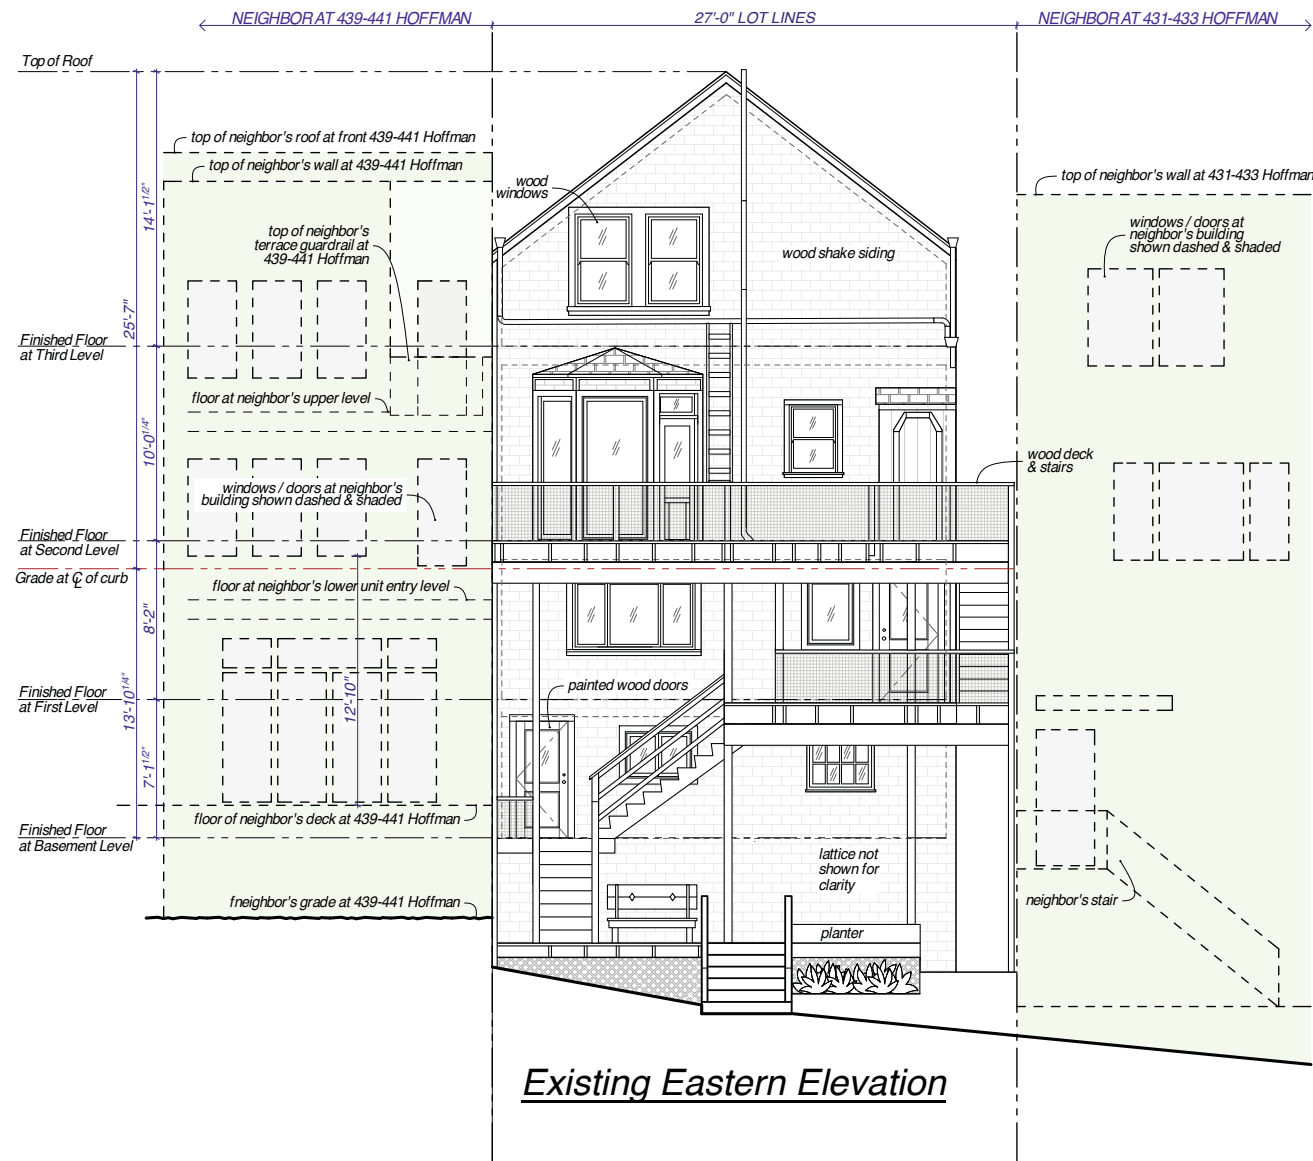 NEIGHBOR AT 439-441 HOFFMAN
27'-0" LOT LINES
NEIGHBOR AT 431-433 HOFFMAN
Top of Roof
top of neighbor's roof at front 439-441 Hoffman
top of neighbor's wall at 439-441 Hoffman
top of neighbor's wall at 431-433 Hoffman
wood
windows
14'-1 1/2"
top of neighbor's
terrace guardrail at
439-441 Hoffman
wood shake siding
windows / doors at
neighbor's building
shown dashed & shaded
25'-7"
Finished Floor
at Third Level
floor at neighbor's upper level
10'-0 1/4"
wood deck
& stairs
windows / doors at neighbor's
building shown dashed & shaded
Finished Floor
at Second Level
Grade at ℄ of curb
floor at neighbor's lower unit entry level
8'-2"
painted wood doors
Finished Floor
at First Level
13'-10 1/4"
12'-10"
7'-1 1/2"
floor of neighbor's deck at 439-441 Hoffman
Finished Floor
at Basement Level
lattice not
shown for
clarity
fneighbor's grade at 439-441 Hoffman
neighbor's stair
planter
Existing Eastern Elevation